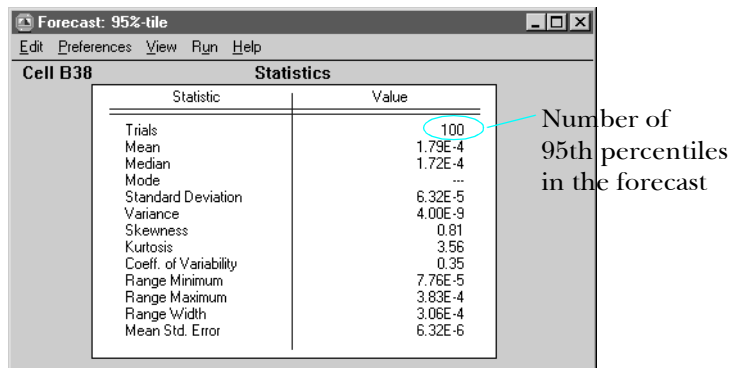 Forecast: 95%-tile
Edit Preferences View Run Help
Cell B38 Statistics
Statistic Value
Trials 100
Mean 1.79E-4
Median 1.72E-4
Mode ---
Standard Deviation 6.32E-5
Variance 4.00E-9
Skewness 0.81
Kurtosis 3.56
Coeff. of Variability 0.35
Range Minimum 7.76E-5
Range Maximum 3.83E-4
Range Width 3.06E-4
Mean Std. Error 6.32E-6
Number of
95th percentiles
in the forecast